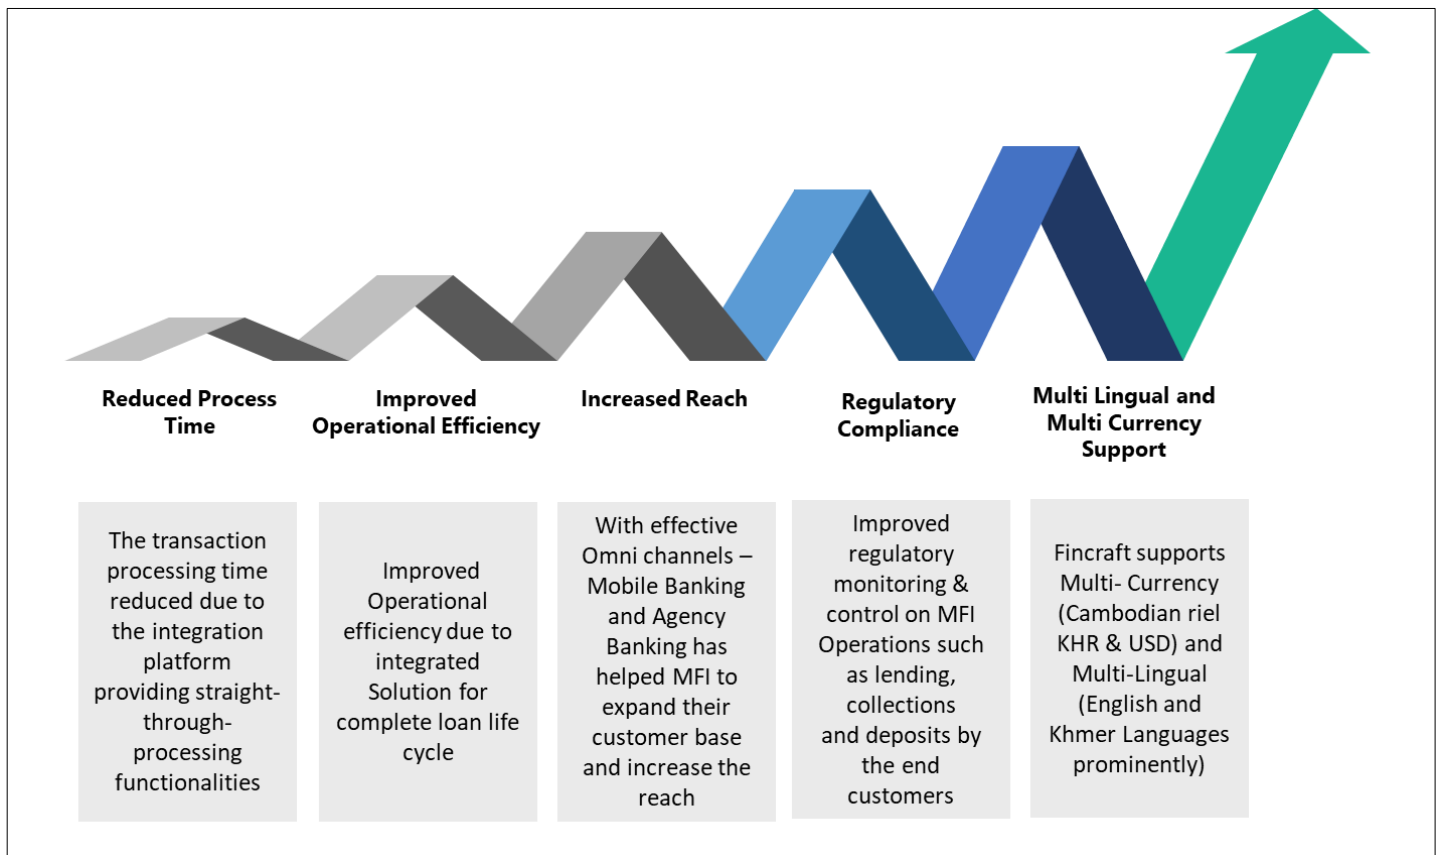 Reduced Process
Time
Improved
Operational Efficiency
Increased Reach
Regulatory
Compliance
Multi Lingual and
Multi Currency
Support
The transaction
processing time
reduced due to
the integration
platform
providing straight-
through-
processing
functionalities
Improved
Operational
efficiency due to
integrated
Solution for
complete loan life
cycle
With effective
Omni channels –
Mobile Banking
and Agency
Banking has
helped MFI to
expand their
customer base
and increase the
reach
Improved
regulatory
monitoring &
control on MFI
Operations such
as lending,
collections
and deposits by
the end
customers
Fincraft supports
Multi- Currency
(Cambodian riel
KHR & USD) and
Multi-Lingual
(English and
Khmer Languages
prominently)